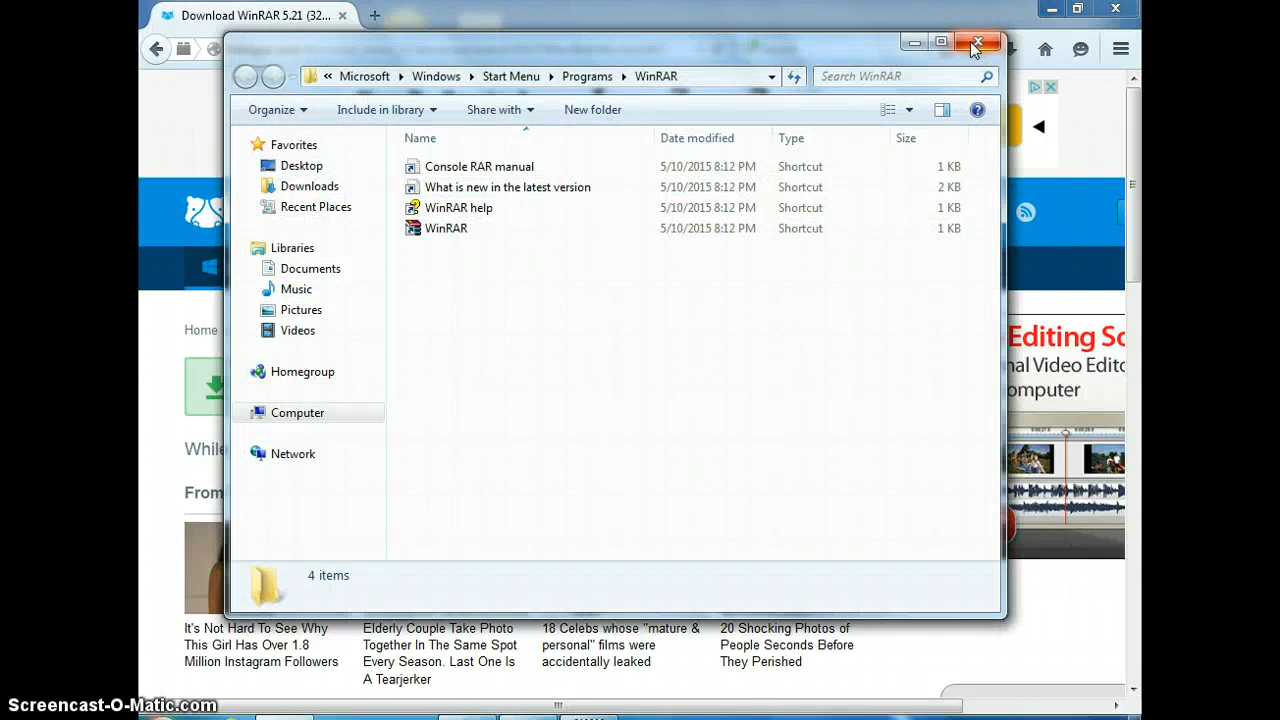 Download WinRAR 5.21 (32...
Microsoft Windows Start Menu Programs WinRAR
Search WinRAR
Organize Include in library Share with New folder
Name Date modified Type Size
Favorites
Desktop
Downloads
Recent Places
Libraries
Documents
Music
Pictures
Videos
Homegroup
Computer
Network
Console RAR manual 5/10/2015 8:12 PM Shortcut 1 KB
What is new in the latest version 5/10/2015 8:12 PM Shortcut 2 KB
WinRAR help 5/10/2015 8:12 PM Shortcut 1 KB
WinRAR 5/10/2015 8:12 PM Shortcut 1 KB
4 items
Home
While
From
Editing So
nal Video Edito
omputer
It's Not Hard To See Why
This Girl Has Over 1.8
Million Instagram Followers
Elderly Couple Take Photo
Together In The Same Spot
Every Season. Last One Is
A Tearjerker
18 Celebs whose "mature &
personal" films were
accidentally leaked
20 Shocking Photos of
People Seconds Before
They Perished
Screencast-O-Matic.com